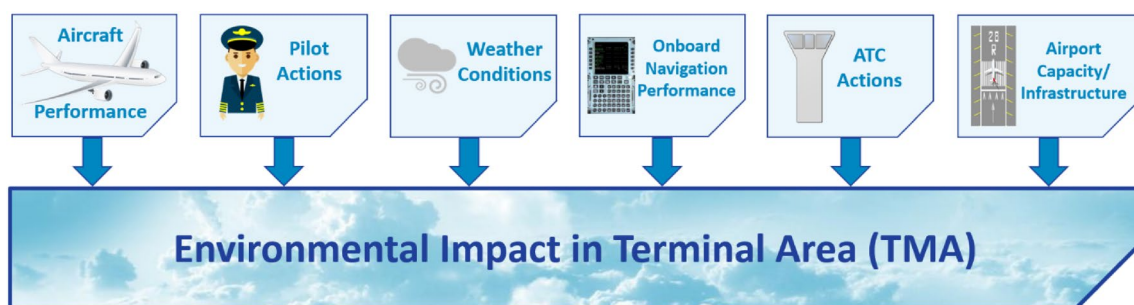 Aircraft
Performance
Pilot
Actions
Weather
Conditions
Onboard
Navigation
Performance
ATC
Actions
28
R
Airport
Capacity/
Infrastructure
Environmental Impact in Terminal Area (TMA)